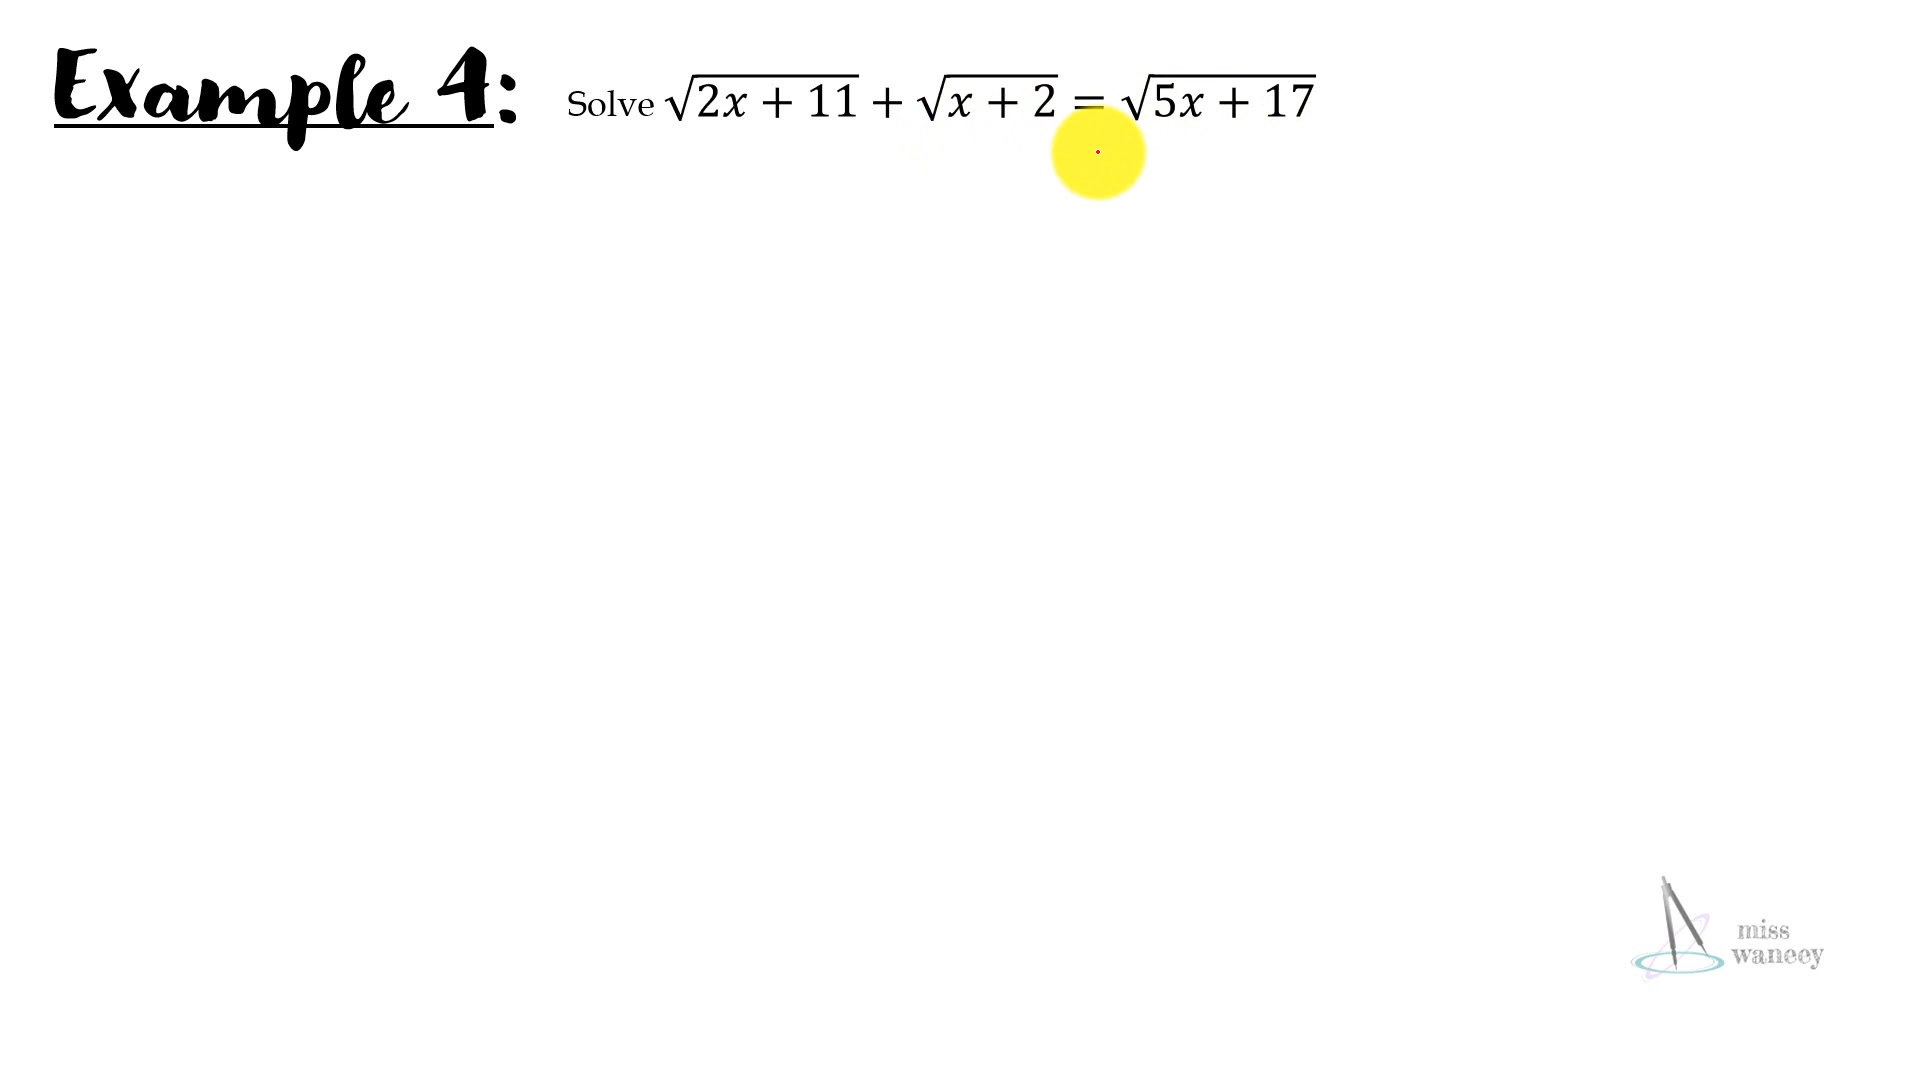 Example 4: Solve √2x + 11 + √x + 2 = √5x + 17
miss
waneey